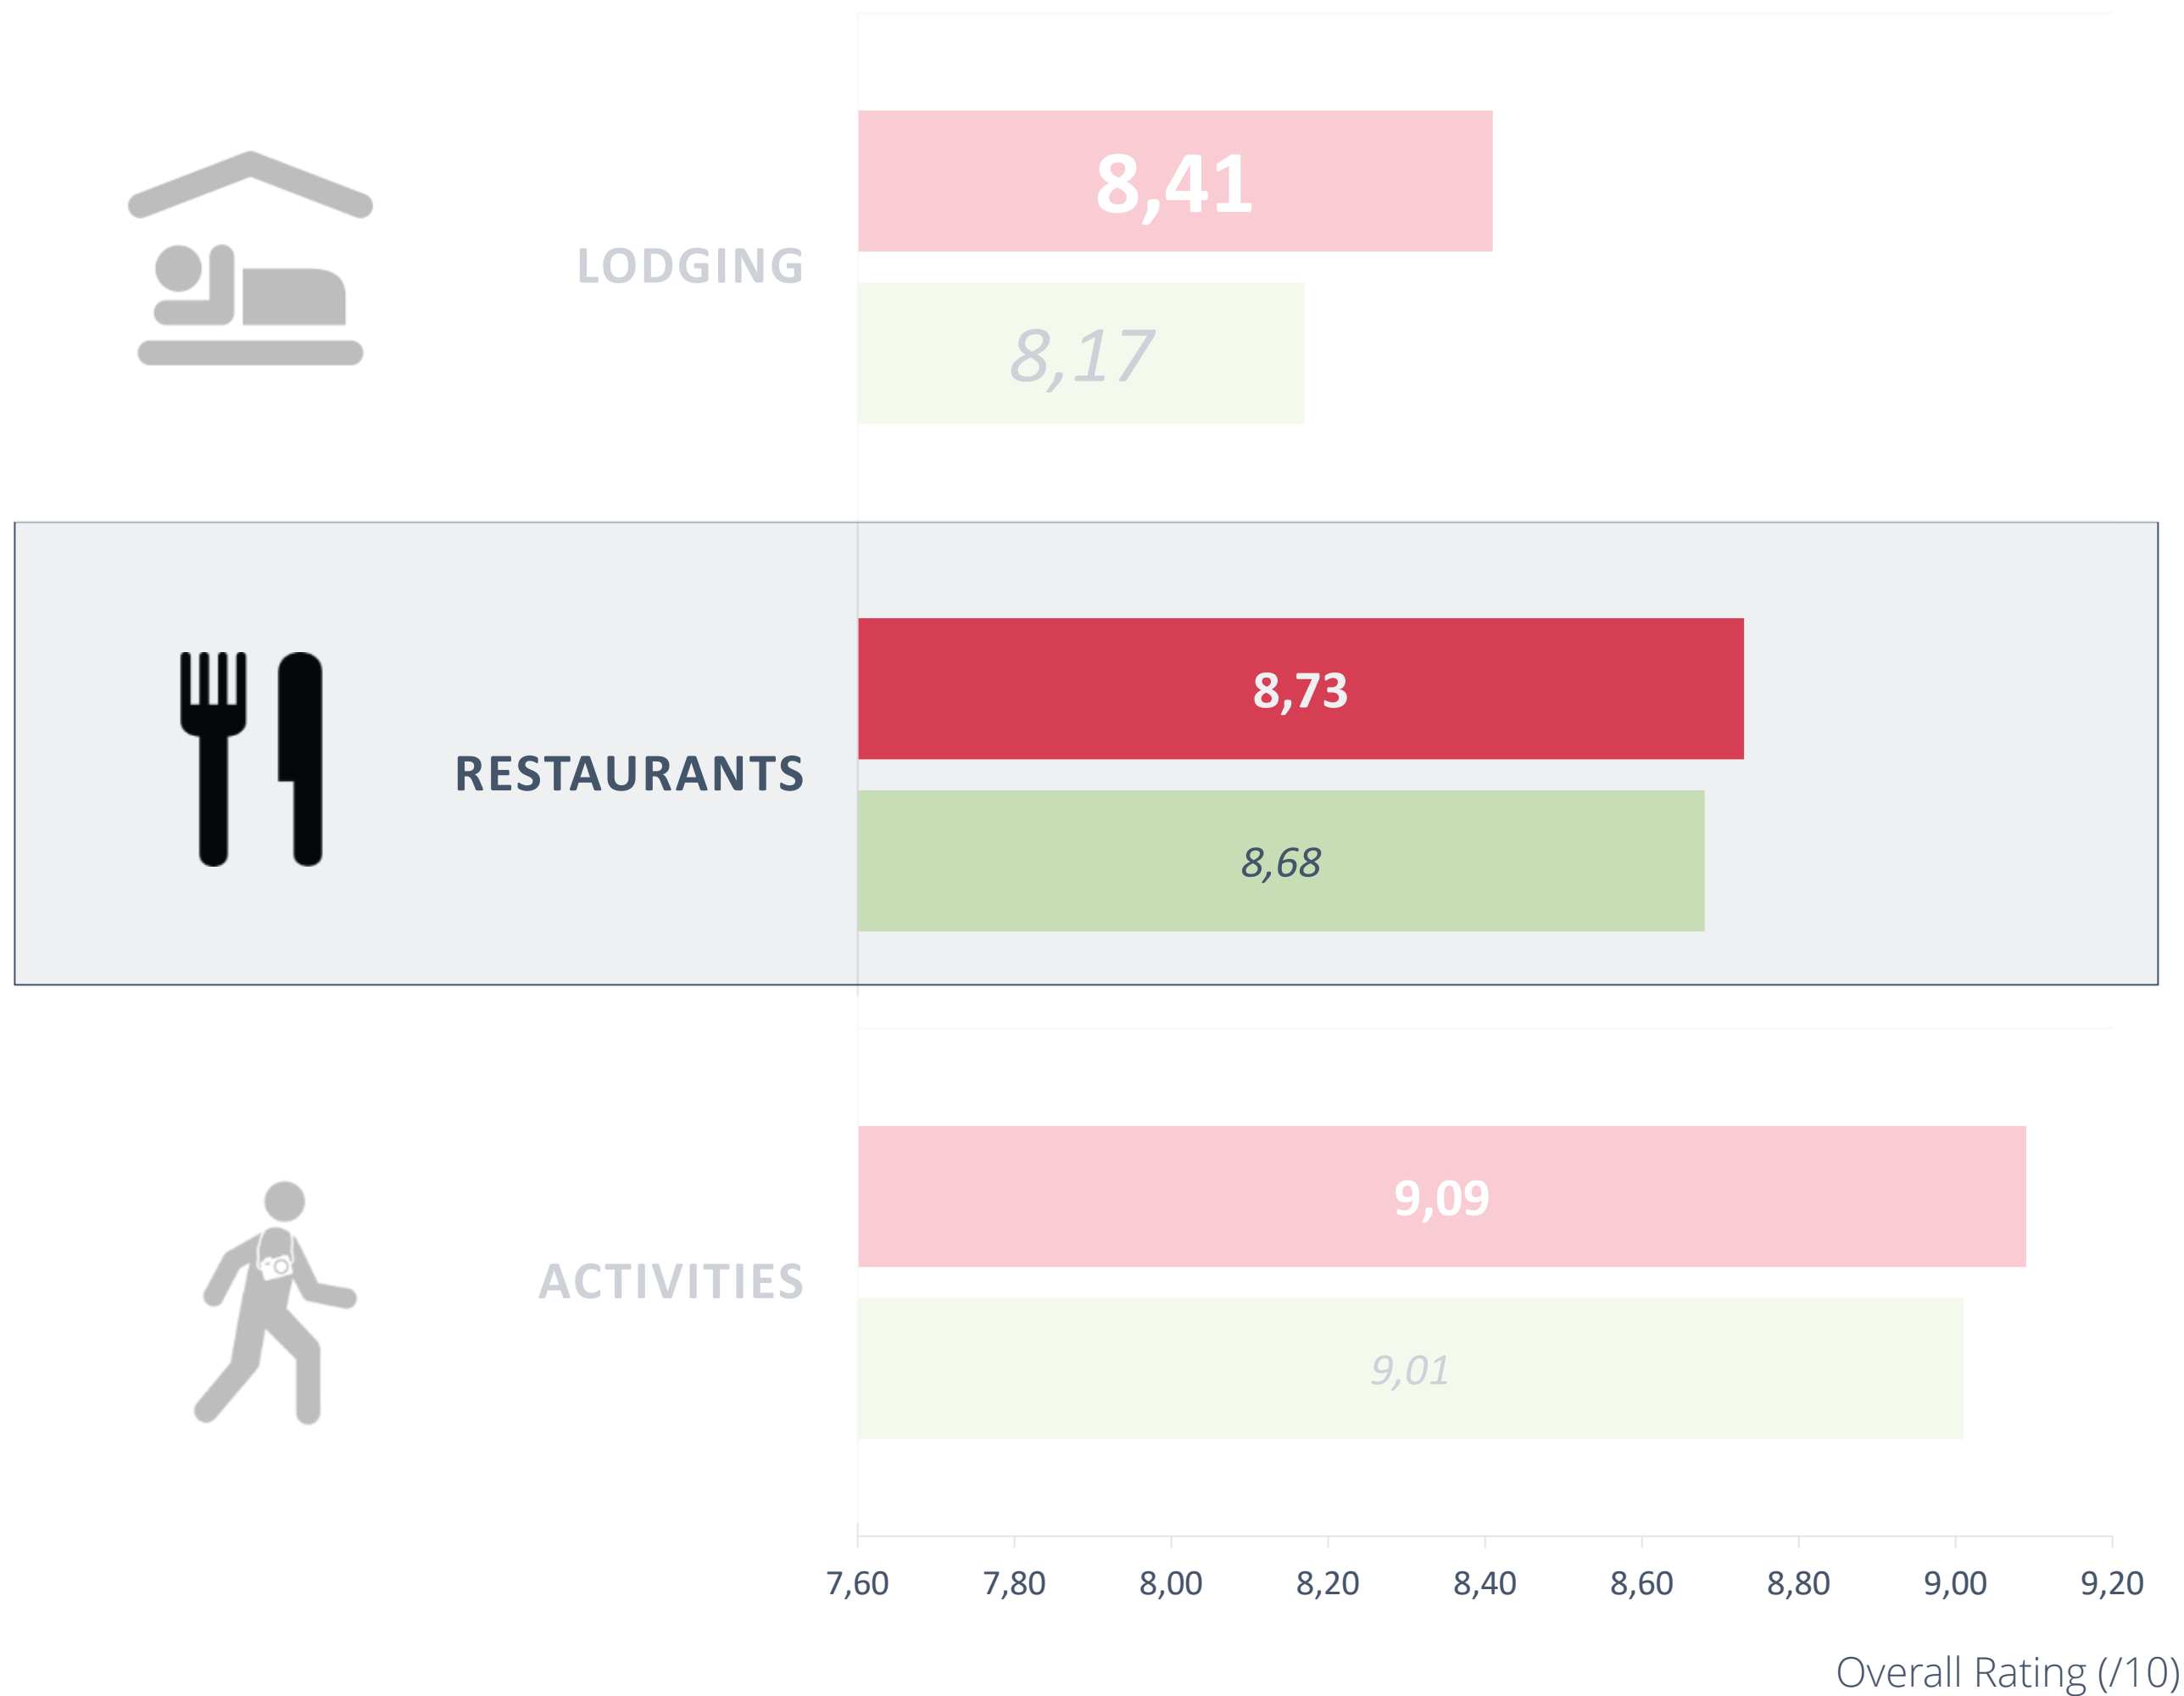 8,41
LODGING
8,17
8,73
RESTAURANTS
8,68
9,09
ACTIVITIES
9,01
7,60 7,80 8,00 8,20 8,40 8,60 8,80 9,00 9,20
Overall Rating (/10)